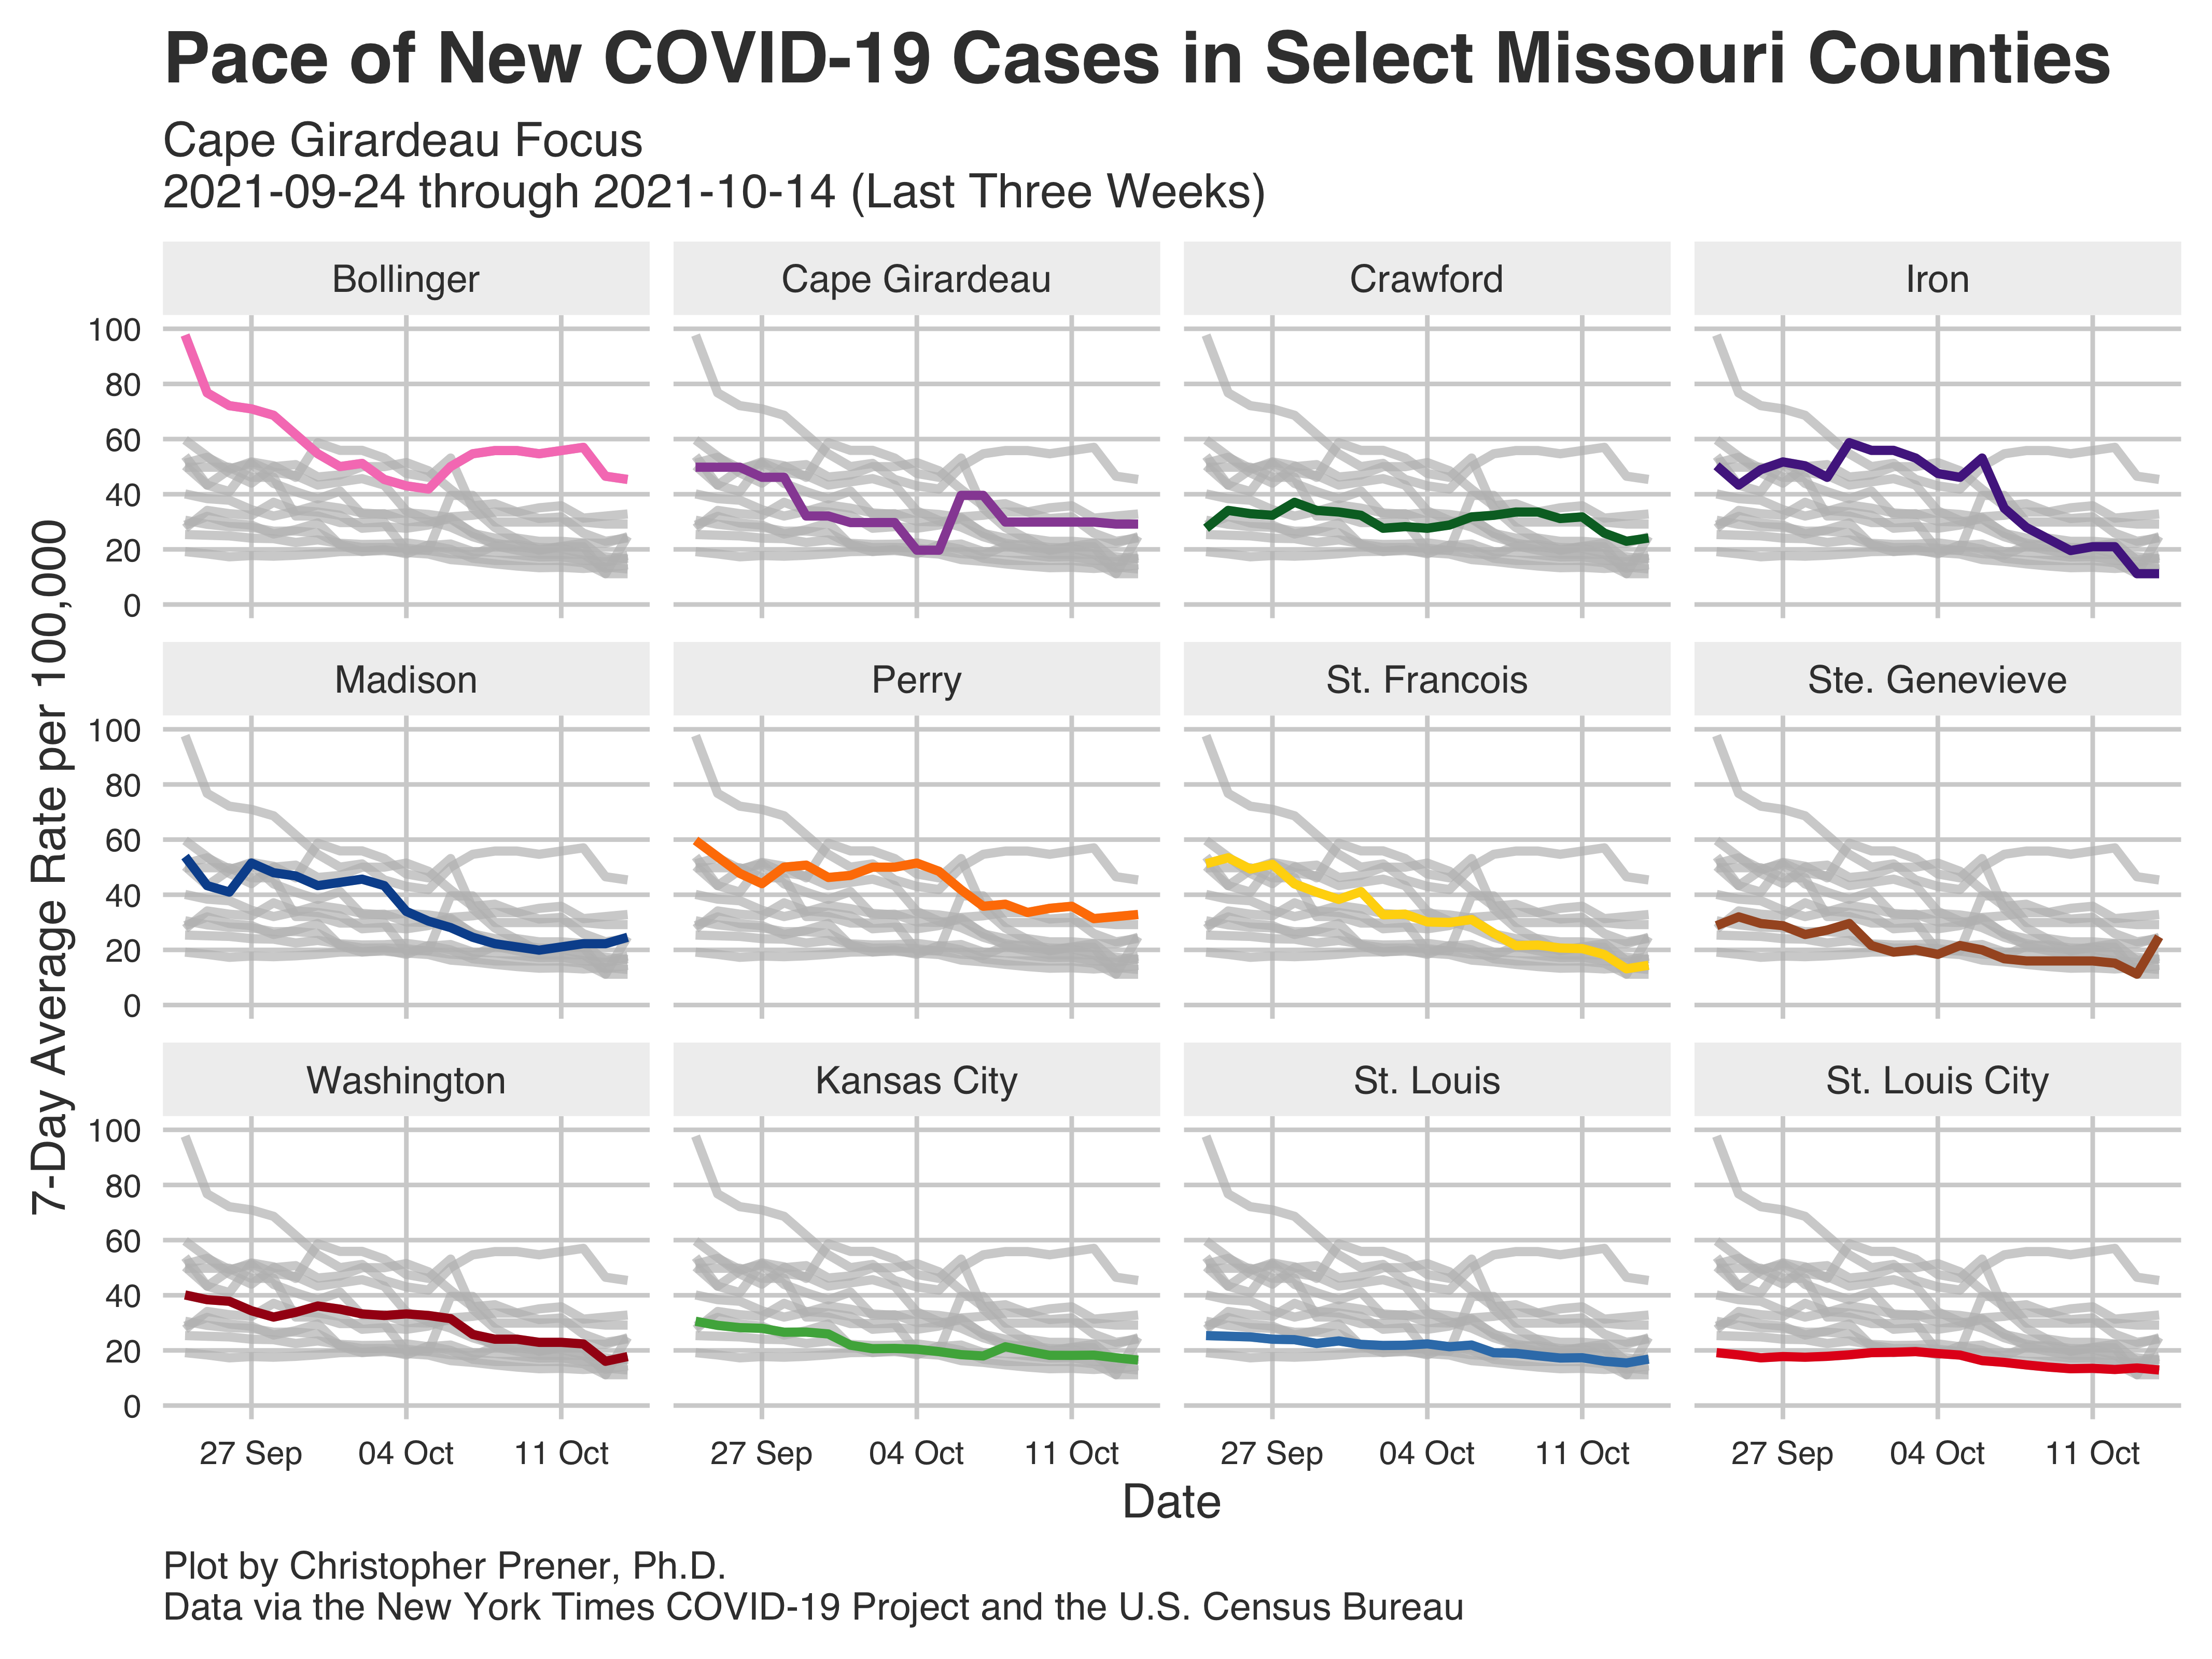 Pace of New COVID-19 Cases in Select Missouri Counties
Cape Girardeau Focus
2021-09-24 through 2021-10-14 (Last Three Weeks)
7-Day Average Rate per 100,000
Bollinger
Cape Girardeau
Crawford
Iron
100
80
60
40
20
0
Madison
Perry
St. Francois
Ste. Genevieve
100
80
60
40
20
0
Washington
Kansas City
St. Louis
St. Louis City
100
80
60
40
20
0
27 Sep
04 Oct
11 Oct
27 Sep
04 Oct
11 Oct
27 Sep
04 Oct
11 Oct
27 Sep
04 Oct
11 Oct
Date
Plot by Christopher Prener, Ph.D.
Data via the New York Times COVID-19 Project and the U.S. Census Bureau